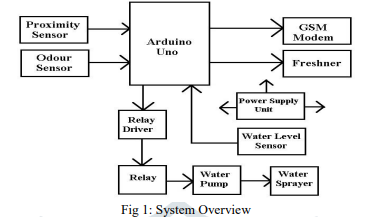 Proximity
Sensor
Odour
Sensor
Arduino
Uno
GSM
Modem
Freshner
Power Supply
Unit
Relay
Driver
Water Level
Sensor
Relay
Water
Pump
Water
Sprayer
Fig 1: System Overview